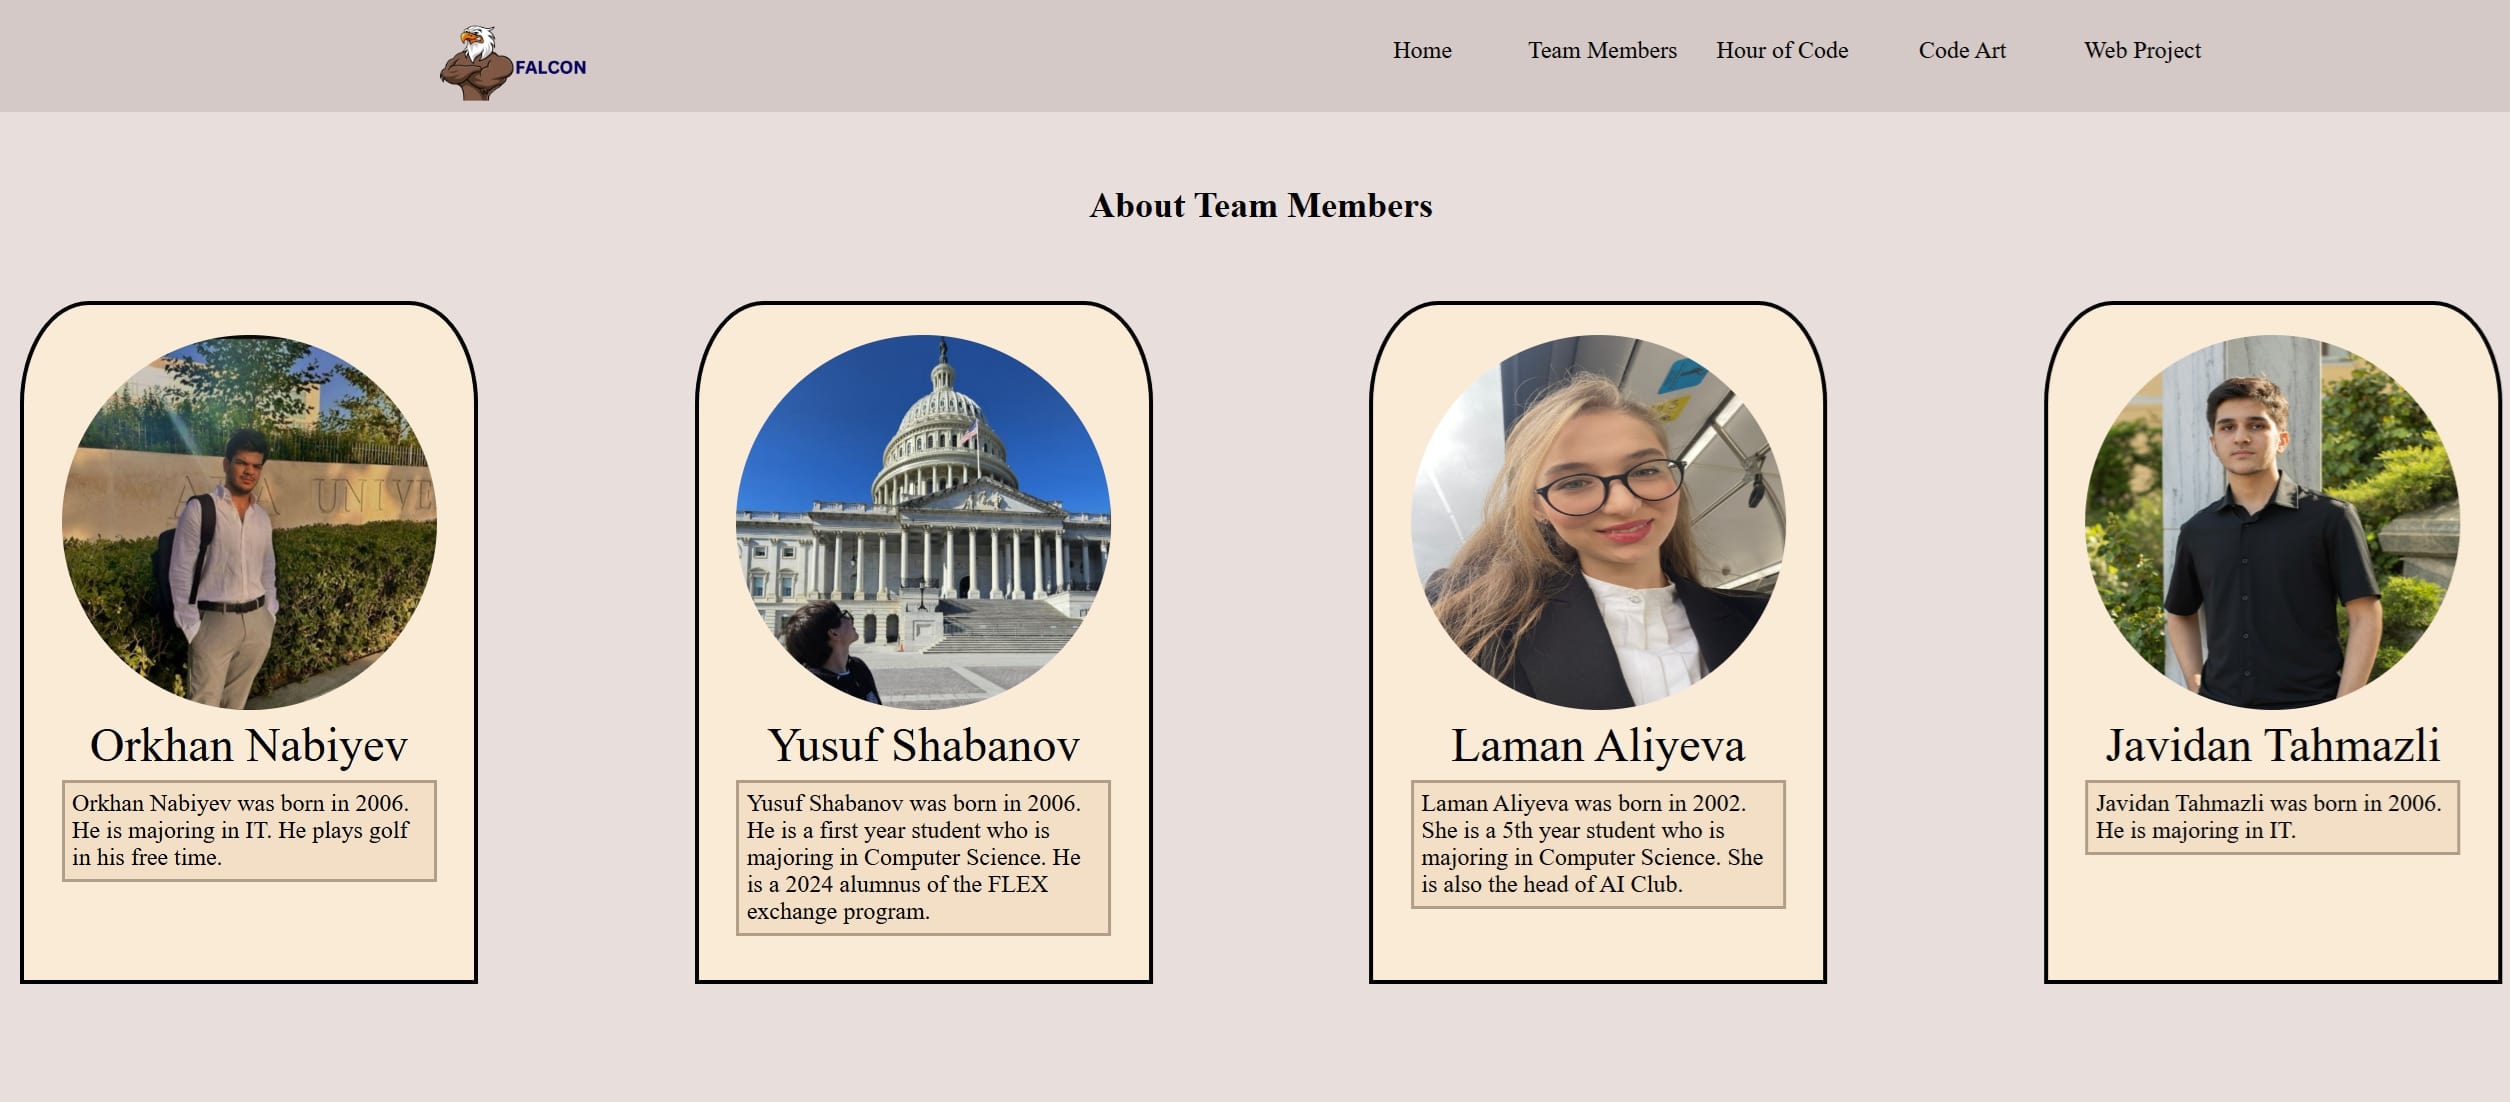 FALCON
Home
Team Members
Hour of Code
Code Art
Web Project
About Team Members
UNIVE
Orkhan Nabiyev
Orkhan Nabiyev was born in 2006.
He is majoring in IT. He plays golf
in his free time.
Yusuf Shabanov
Yusuf Shabanov was born in 2006.
He is a first year student who is
majoring in Computer Science. He
is a 2024 alumnus of the FLEX
exchange program.
Laman Aliyeva
Laman Aliyeva was born in 2002.
She is a 5th year student who is
majoring in Computer Science. She
is also the head of AI Club.
Javidan Tahmazli
Javidan Tahmazli was born in 2006.
He is majoring in IT.